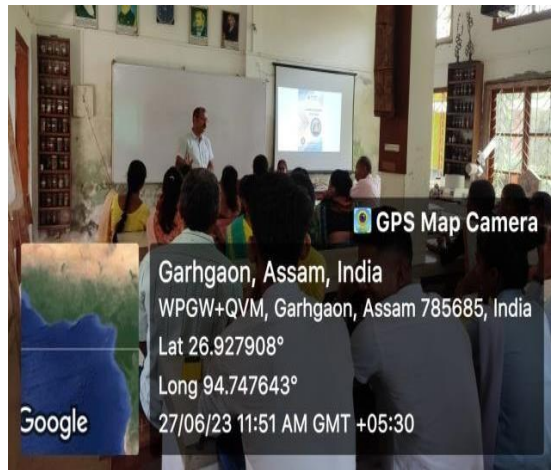 GPS Map Camera
Garhgaon, Assam, India
WPGW+QVM, Garhgaon, Assam 785685, India
Lat 26.927908°
Long 94.747643°
27/06/23 11:51 AM GMT +05:30
Google